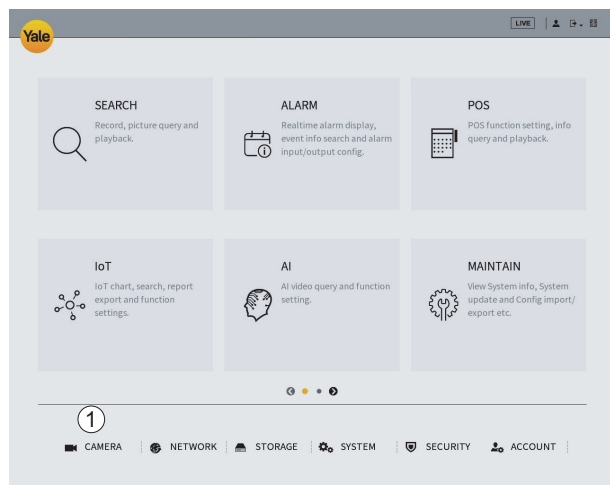 Yale
LIVE
SEARCH
Record, picture query and
playback.
ALARM
Realtime alarm display,
event info search and alarm
input/output config.
POS
POS function setting, info
query and playback.
IoT
IoT chart, search, report
export and function
settings.
AI
AI video query and function
setting.
MAINTAIN
View System info, System
update and Config import/
export etc.
1
CAMERA NETWORK STORAGE SYSTEM SECURITY ACCOUNT